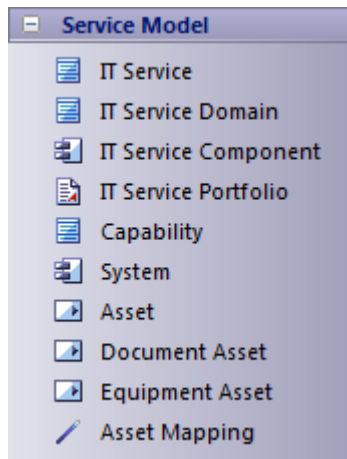 Service Model
IT Service
IT Service Domain
IT Service Component
IT Service Portfolio
Capability
System
Asset
Document Asset
Equipment Asset
Asset Mapping